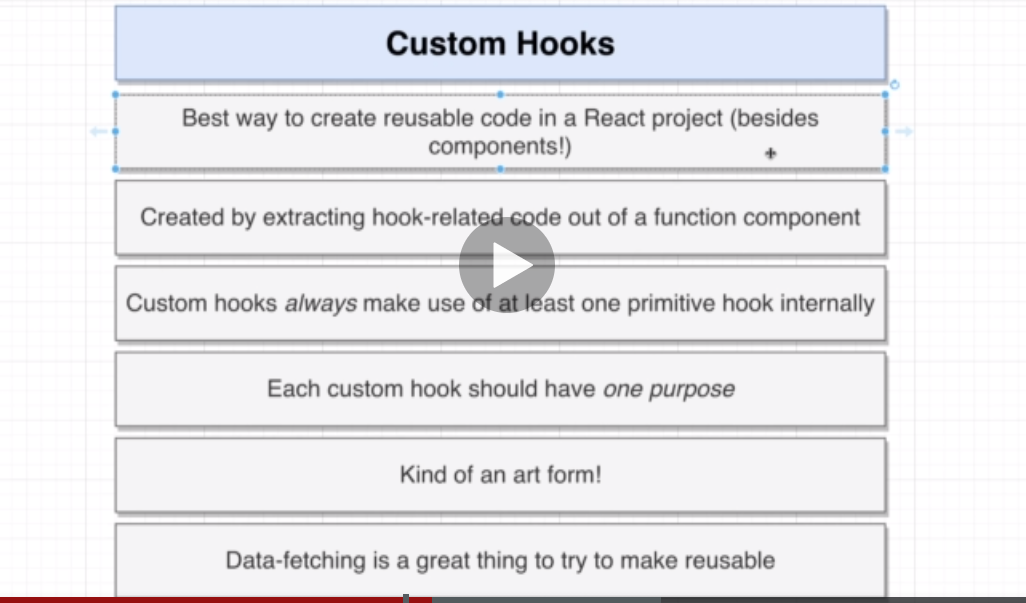 Custom Hooks
Best way to create reusable code in a React project (besides
components!)
Created by extracting hook-related code out of a function component
Custom hooks always make use of at least one primitive hook internally
Each custom hook should have one purpose
Kind of an art form!
Data-fetching is a great thing to try to make reusable